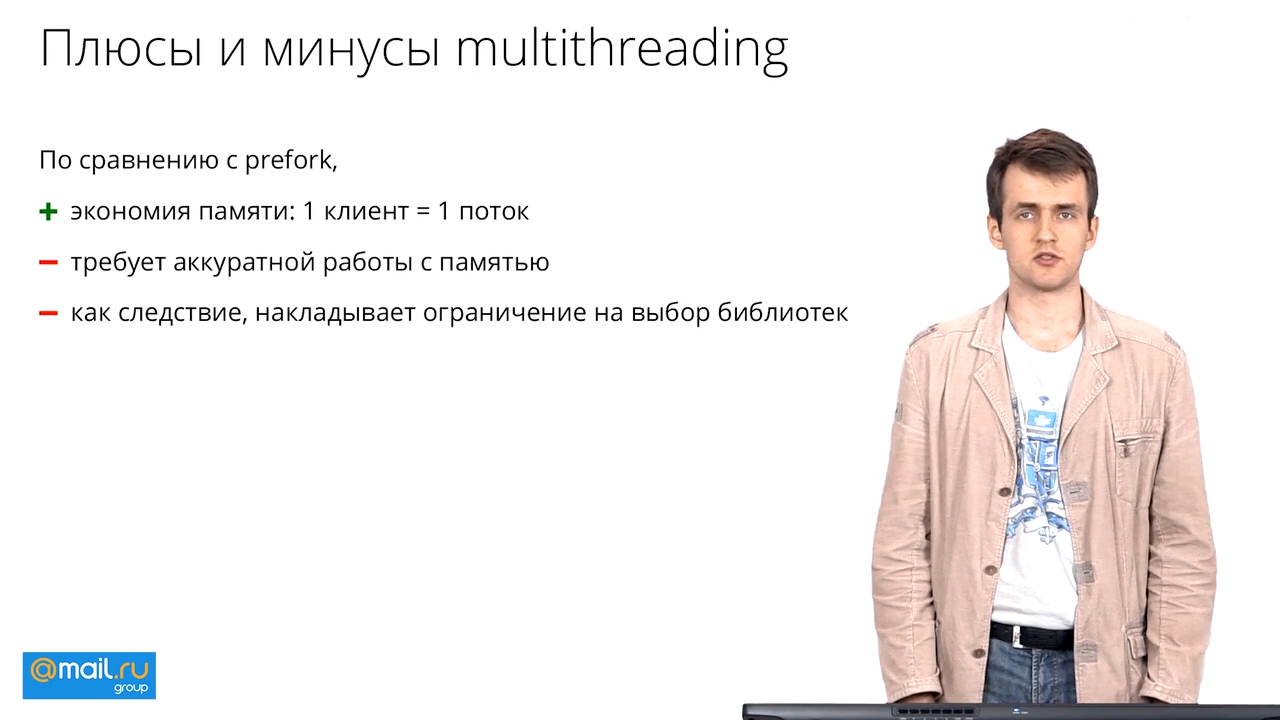 Плюсы и минусы multithreading
По сравнению с prefork,
+ экономия памяти: 1 клиент = 1 поток
− требует аккуратной работы с памятью
− как следствие, накладывает ограничение на выбор библиотек
@mail.ru
group